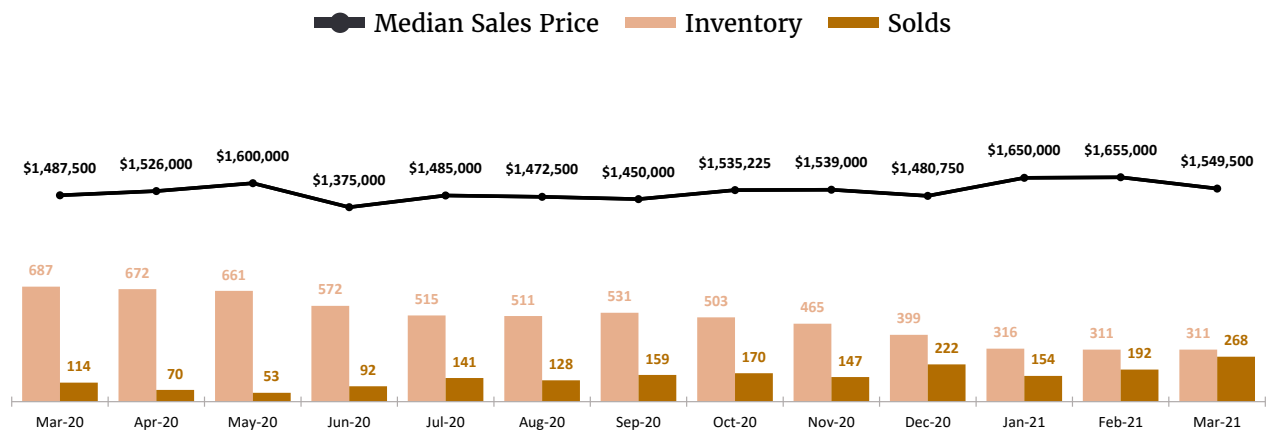 Median Sales Price Inventory Solds
$1,487,500 $1,526,000 $1,600,000 $1,375,000 $1,485,000 $1,472,500 $1,450,000 $1,535,225 $1,539,000 $1,480,750 $1,650,000 $1,655,000 $1,549,500
687 672 661 572 515 511 531 503 465 399 316 311 311
114 70 53 92 141 128 159 170 147 222 154 192 268
Mar-20 Apr-20 May-20 Jun-20 Jul-20 Aug-20 Sep-20 Oct-20 Nov-20 Dec-20 Jan-21 Feb-21 Mar-21